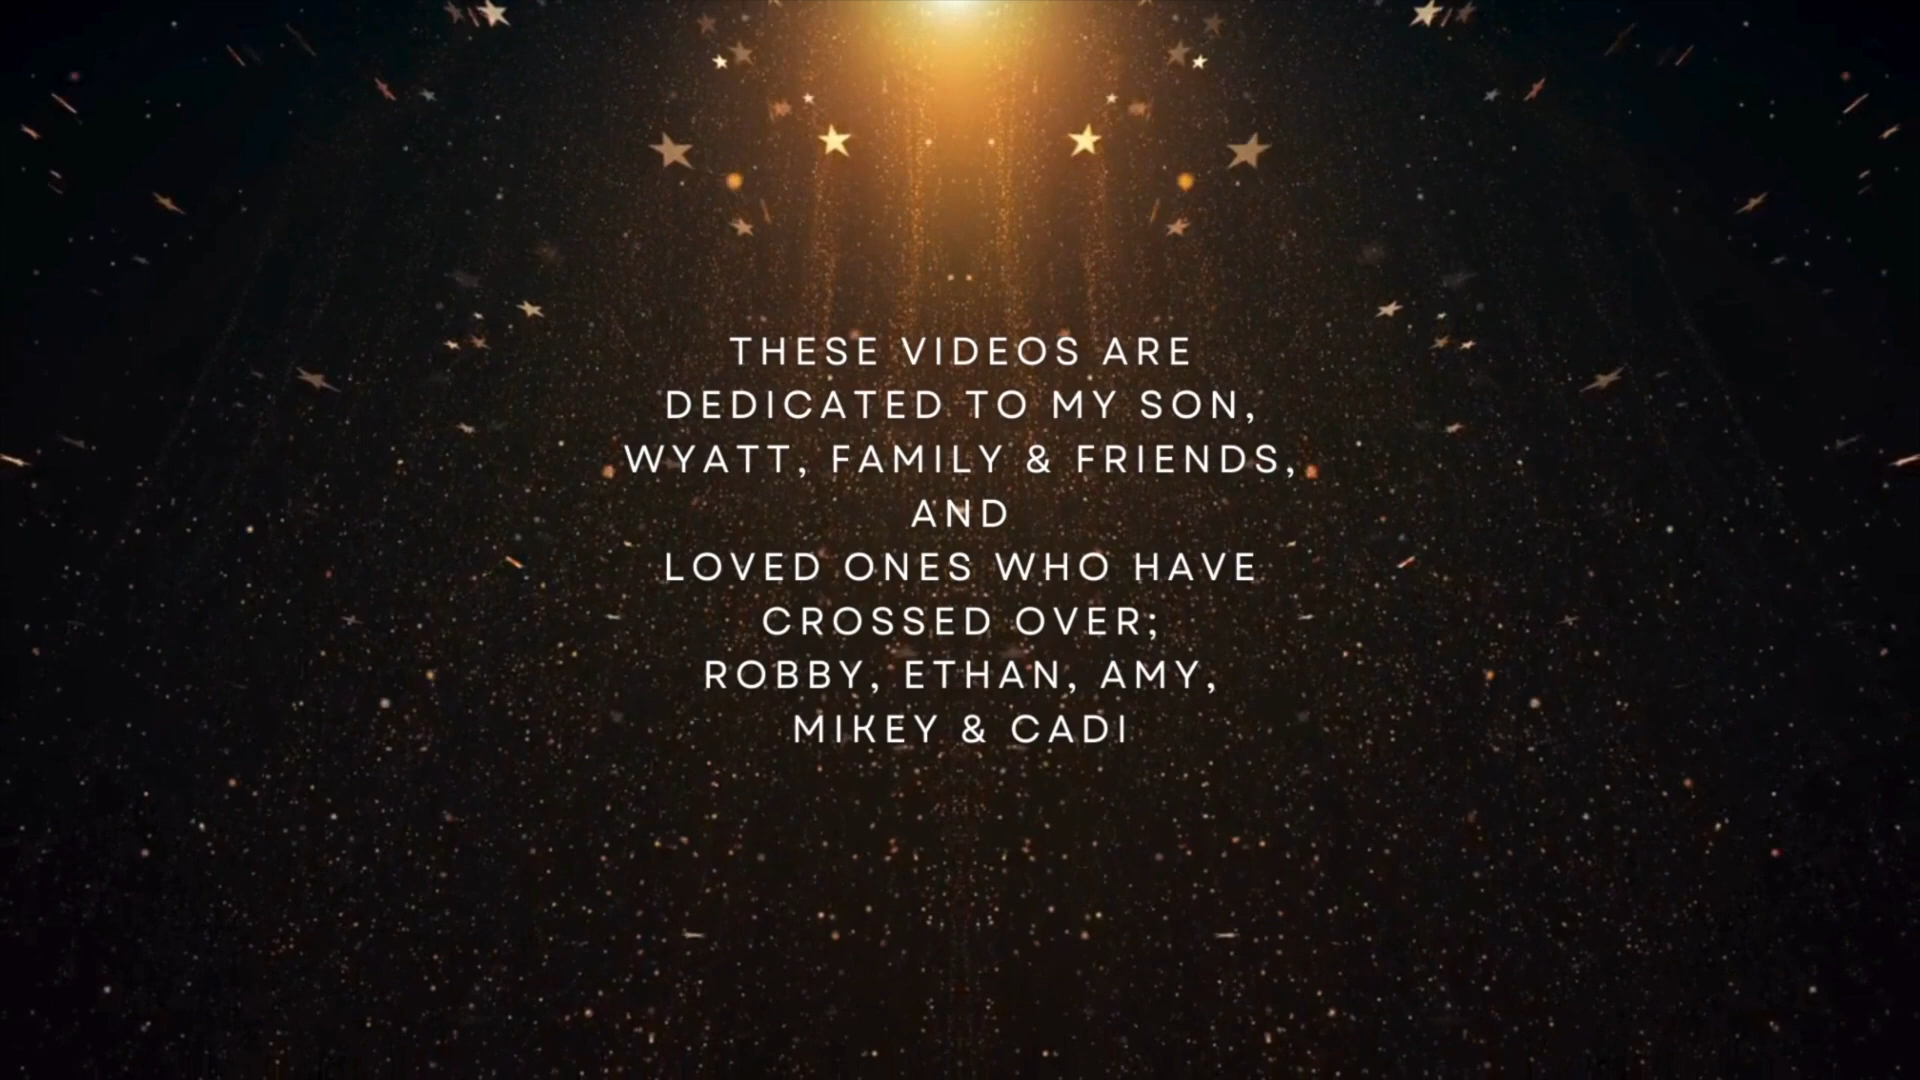 THESE VIDEOS ARE
DEDICATED TO MY SON,
WYATT, FAMILY & FRIENDS,
AND
LOVED ONES WHO HAVE
CROSSED OVER;
ROBBY, ETHAN, AMY,
MIKEY & CADI